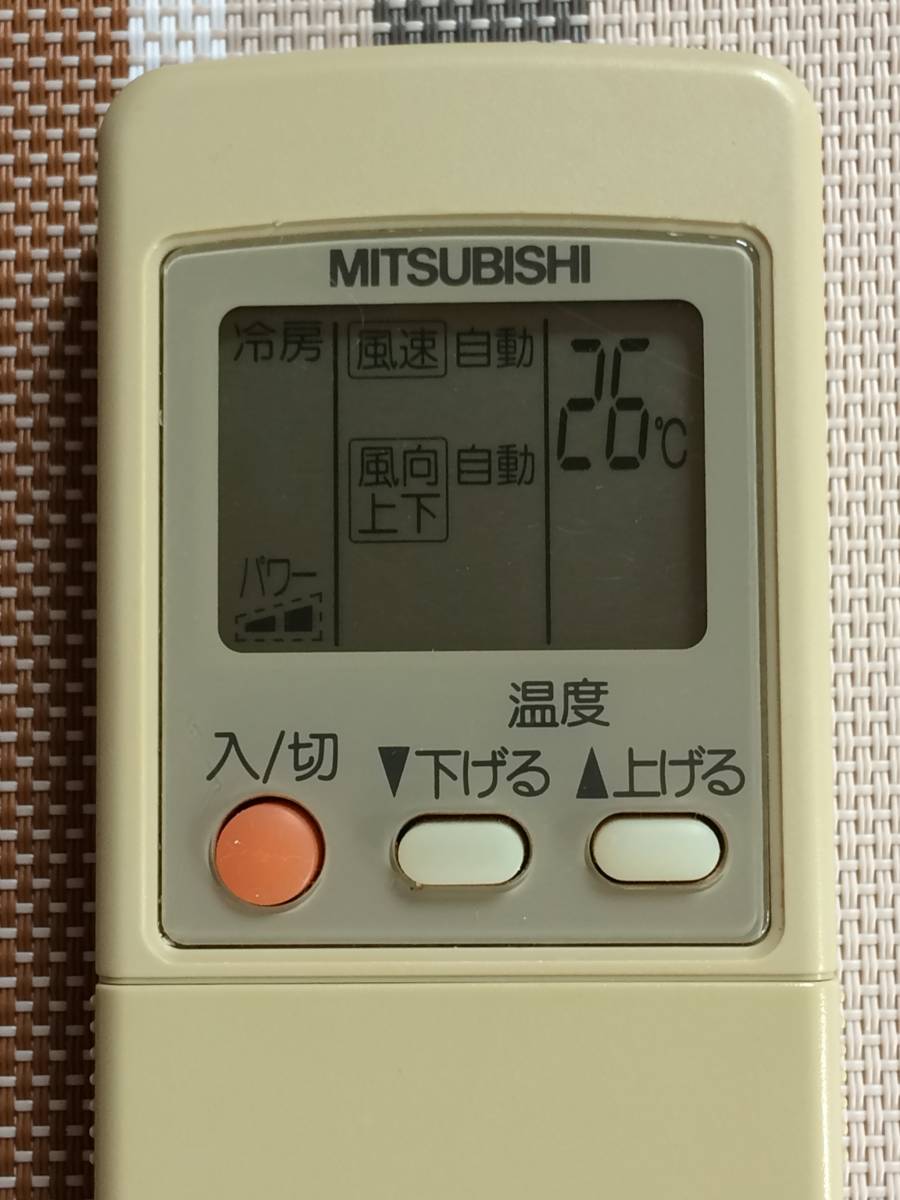 MITSUBISHI
冷房 風速 自動 26℃
風向 自動
上下
パワー
温度
入/切 ▼下げる ▲上げる